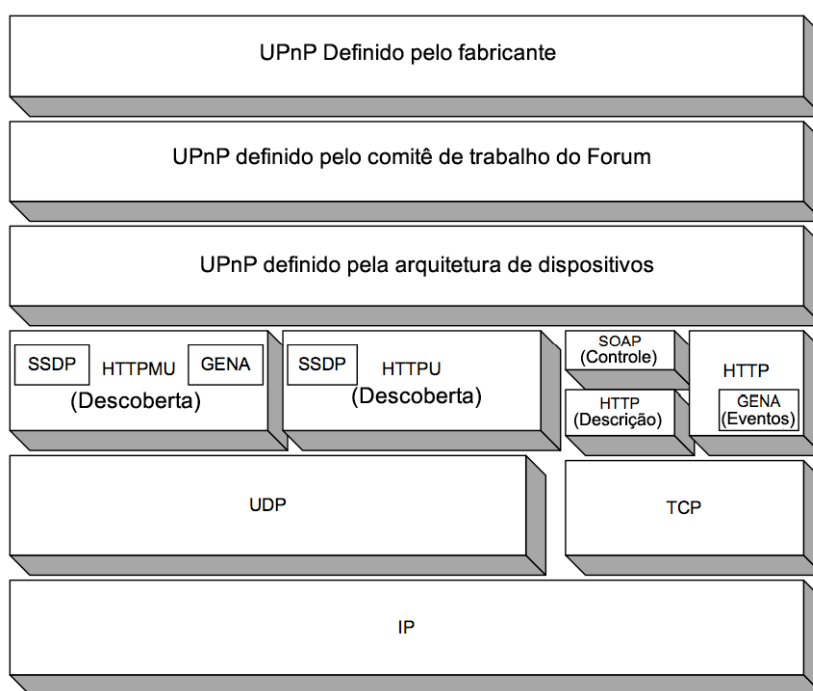 UPnP Definido pelo fabricante
UPnP definido pelo comitê de trabalho do Forum
UPnP definido pela arquitetura de dispositivos
SSDP HTTPMU GENA
(Descoberta)
SSDP HTTPU
(Descoberta)
SOAP
(Controle)
HTTP
(Descrição)
HTTP
GENA
(Eventos)
UDP
TCP
IP